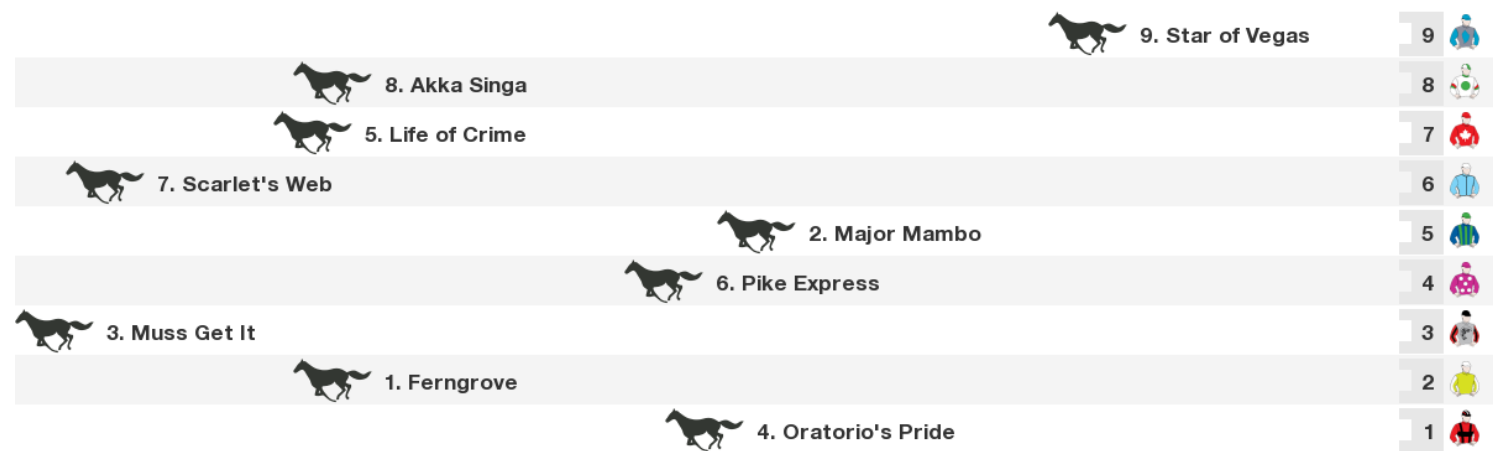 9. Star of Vegas 9
8. Akka Singa 8
5. Life of Crime 7
7. Scarlet's Web 6
2. Major Mambo 5
6. Pike Express 4
3. Muss Get It 3
1. Ferngrove 2
4. Oratorio's Pride 1